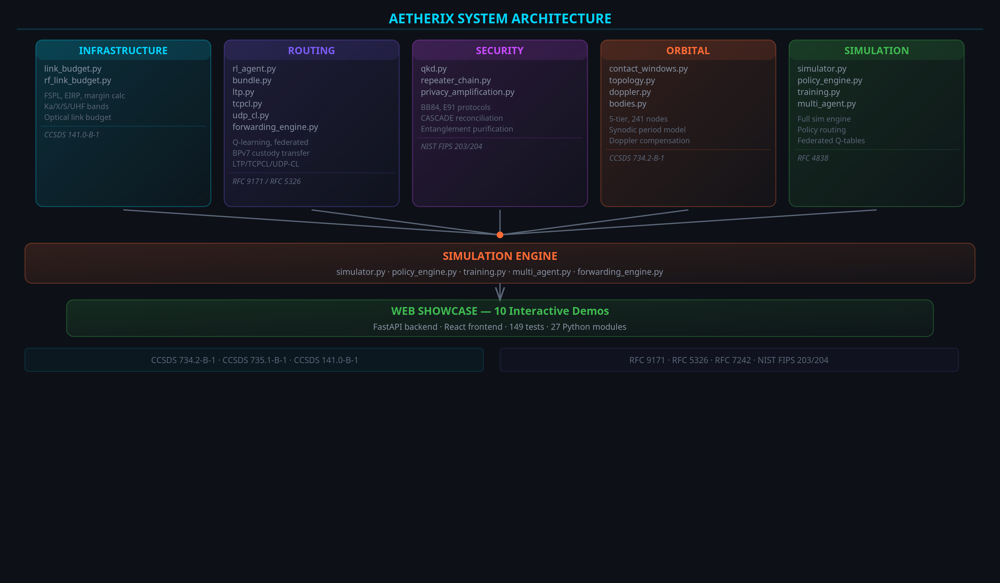 AETHERIX SYSTEM ARCHITECTURE
INFRASTRUCTURE
link_budget.py
rf_link_budget.py
FSPL, EIRP, margin calc
Ka/X/S/UHF bands
Optical link budget
CCSDS 141.0-B-1
ROUTING
rl_agent.py
bundle.py
ltp.py
tcpcl.py
udp_cl.py
forwarding_engine.py
Q-learning, federated
BPv7 custody transfer
LTP/TCPCL/UDP-CL
RFC 9171 / RFC 5326
SECURITY
qkd.py
repeater_chain.py
privacy_amplification.py
BB84, E91 protocols
CASCADE reconciliation
Entanglement purification
NIST FIPS 203/204
ORBITAL
contact_windows.py
topology.py
doppler.py
bodies.py
5-tier, 241 nodes
Synodic period model
Doppler compensation
CCSDS 734.2-B-1
SIMULATION
simulator.py
policy_engine.py
training.py
multi_agent.py
Full sim engine
Policy routing
Federated Q-tables
RFC 4838
SIMULATION ENGINE
simulator.py · policy_engine.py · training.py · multi_agent.py · forwarding_engine.py
WEB SHOWCASE — 10 Interactive Demos
FastAPI backend · React frontend · 149 tests · 27 Python modules
CCSDS 734.2-B-1 · CCSDS 735.1-B-1 · CCSDS 141.0-B-1
RFC 9171 · RFC 5326 · RFC 7242 · NIST FIPS 203/204